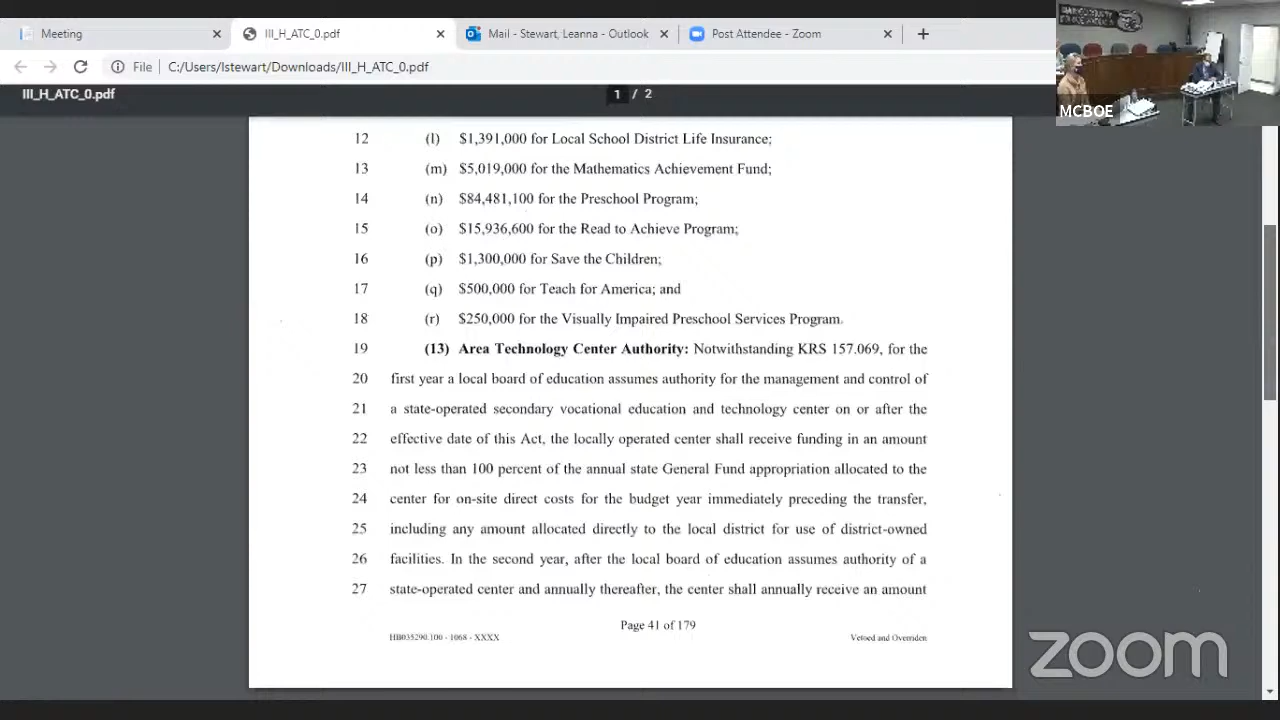 Meeting
III_H_ATC_0.pdf
Mail - Stewart, Leanna - Outlook
Post Attendee - Zoom
File
C:/Users/lstewart/Downloads/III_H_ATC_0.pdf
III_H_ATC_0.pdf
1 / 2
MCBOE
12 (l) $1,391,000 for Local School District Life Insurance;
13 (m) $5,019,000 for the Mathematics Achievement Fund;
14 (n) $84,481,100 for the Preschool Program;
15 (o) $15,936,600 for the Read to Achieve Program;
16 (p) $1,300,000 for Save the Children;
17 (q) $500,000 for Teach for America; and
18 (r) $250,000 for the Visually Impaired Preschool Services Program.
19 (13) Area Technology Center Authority: Notwithstanding KRS 157.069, for the
20 first year a local board of education assumes authority for the management and control of
21 a state-operated secondary vocational education and technology center on or after the
22 effective date of this Act, the locally operated center shall receive funding in an amount
23 not less than 100 percent of the annual state General Fund appropriation allocated to the
24 center for on-site direct costs for the budget year immediately preceding the transfer,
25 including any amount allocated directly to the local district for use of district-owned
26 facilities. In the second year, after the local board of education assumes authority of a
27 state-operated center and annually thereafter, the center shall annually receive an amount
Page 41 of 179
HB035290.100 - 1068 - XXXX
Vetoed and Overriden
zoom